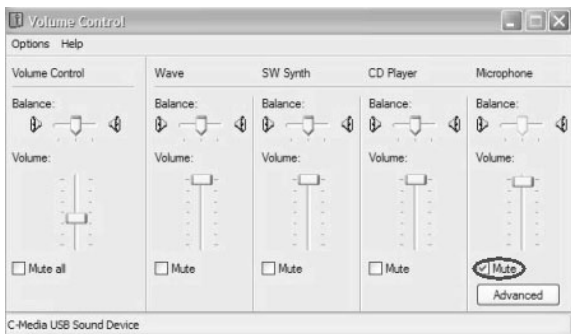 Volume Control
Options Help
Volume Control Wave SW Synth CD Player Microphone
Balance: Balance: Balance: Balance: Balance:
Volume: Volume: Volume: Volume: Volume:
Mute all Mute Mute Mute Mute
Advanced
C-Media USB Sound Device